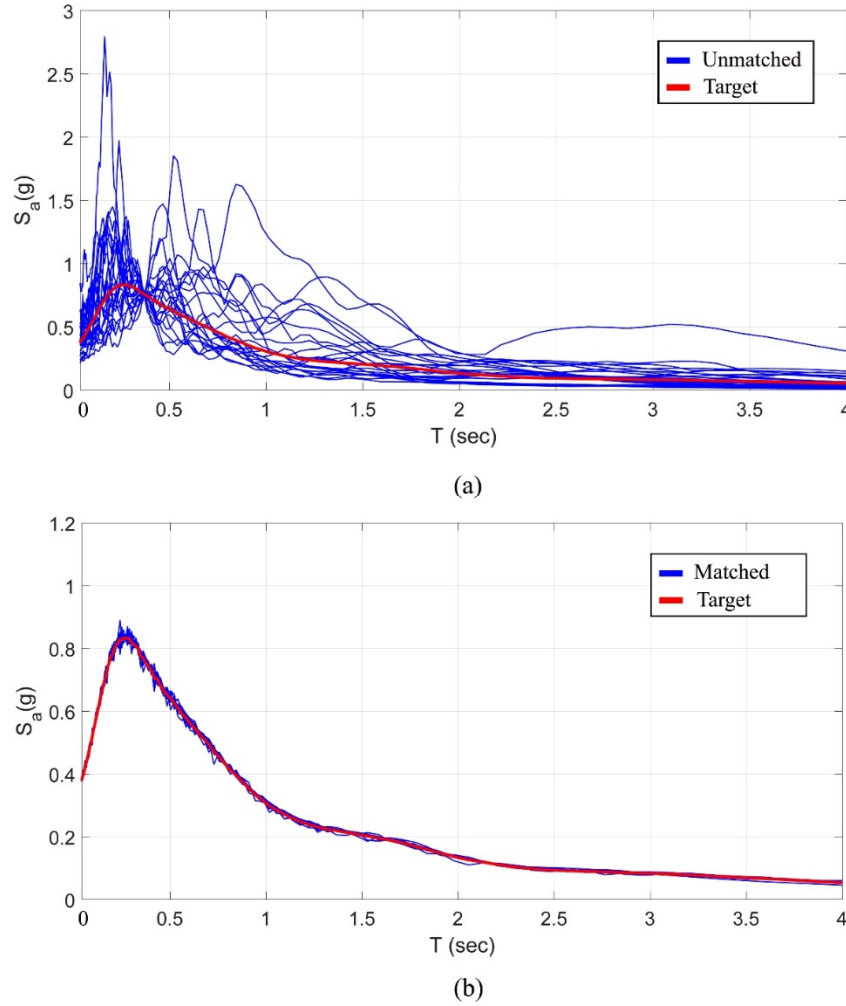 3
2.5
2
1.5
1
0.5
0
S_a(g)
Unmatched
Target
0 0.5 1 1.5 2 2.5 3 3.5 4
T (sec)
(a)
1.2
1
0.8
0.6
0.4
0.2
0
S_a(g)
Matched
Target
0 0.5 1 1.5 2 2.5 3 3.5 4
T (sec)
(b)